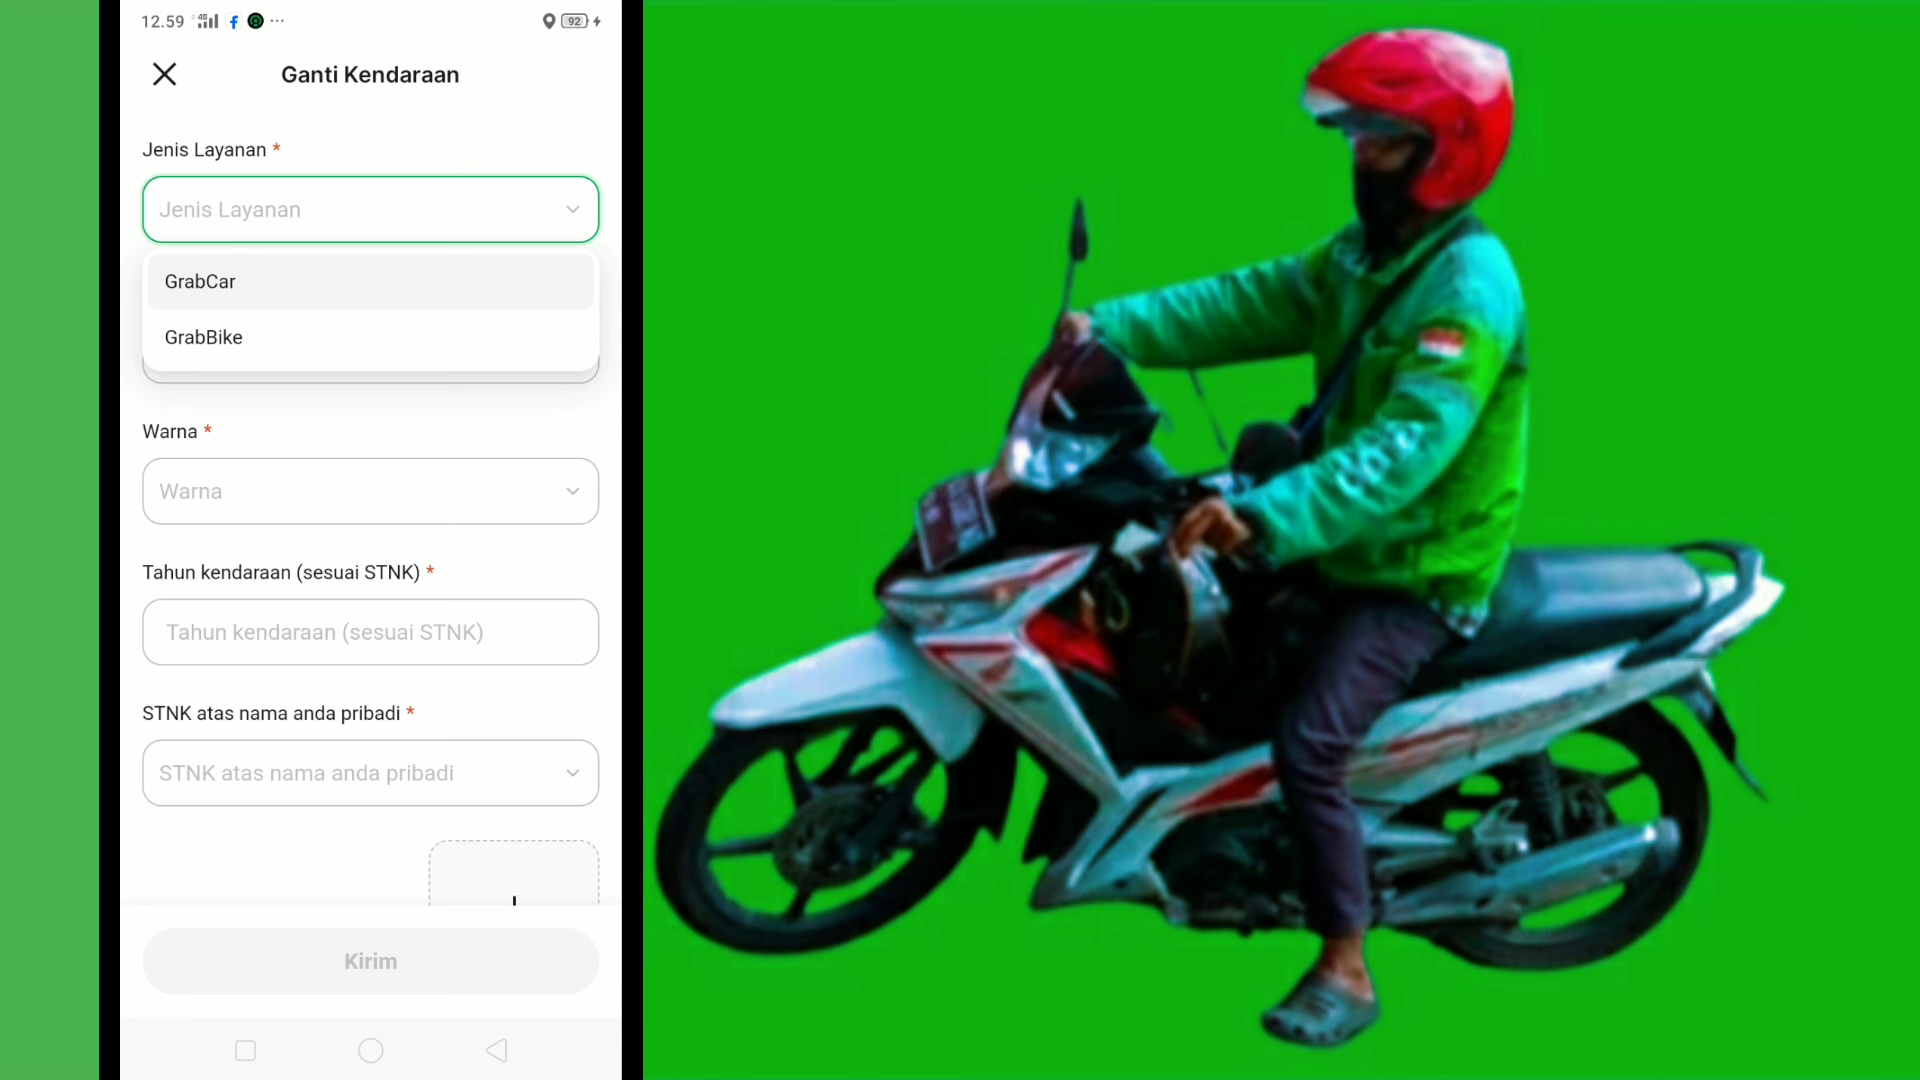 12.59
92
Ganti Kendaraan
Jenis Layanan *
Jenis Layanan
GrabCar
GrabBike
Warna *
Warna
Tahun kendaraan (sesuai STNK) *
Tahun kendaraan (sesuai STNK)
STNK atas nama anda pribadi *
STNK atas nama anda pribadi
Kirim